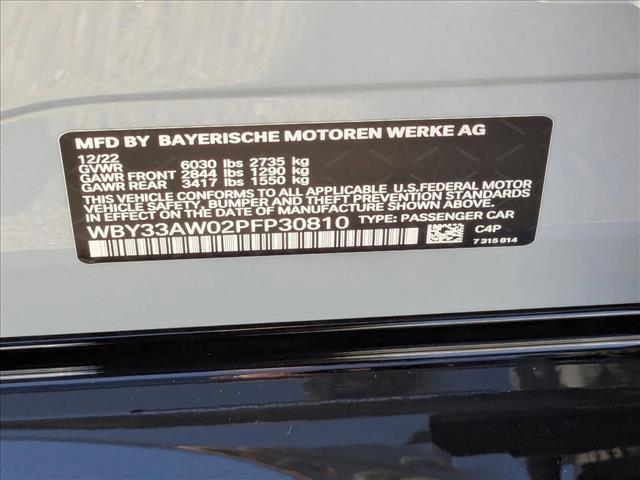 MFD BY BAYERISCHE MOTOREN WERKE AG
12/22
GVWR 6030 lbs 2735 kg
GAWR FRONT 2844 lbs 1290 kg
GAWR REAR 3417 lbs 1550 kg
THIS VEHICLE CONFORMS TO ALL APPLICABLE U.S.FEDERAL MOTOR
VEHICLE SAFETY, BUMPER AND THEFT PREVENTION STANDARDS
IN EFFECT ON THE DATE OF MANUFACTURE SHOWN ABOVE.
WBY33AW02PFP30810 TYPE: PASSENGER CAR
C4P
7 315 814